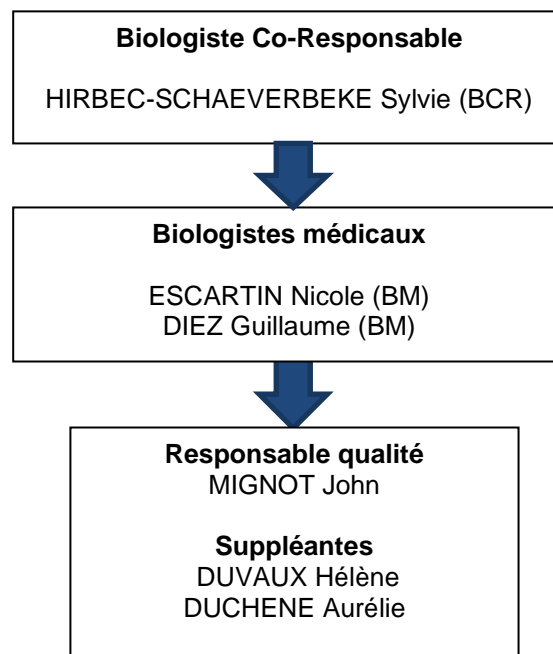 Biologiste Co-Responsable
HIRBEC-SCHAEVERBEKE Sylvie (BCR)
Biologistes médicaux
ESCARTIN Nicole (BM)
DIEZ Guillaume (BM)
Responsable qualité
MIGNOT John
Suppléantes
DUVAUX Hélène
DUCHENE Aurélie